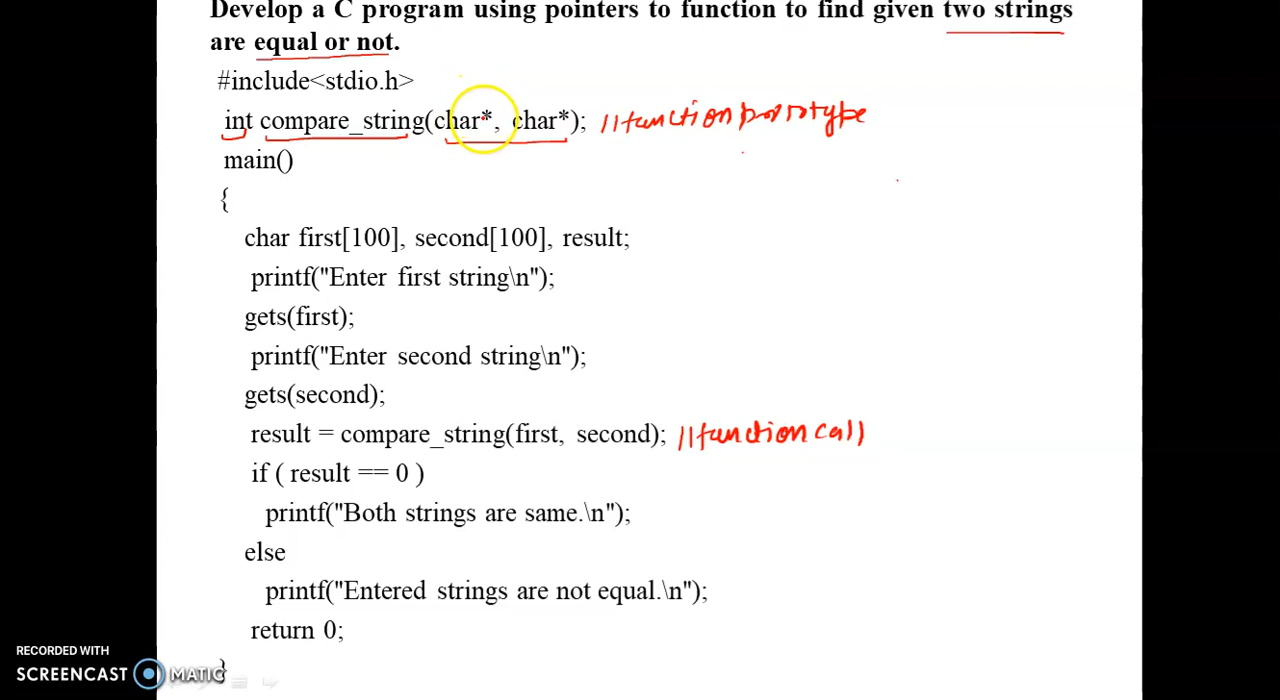 Develop a C program using pointers to function to find given two strings
are equal or not.
#include<stdio.h>
int compare_string(char*, char*); //function prototype
main()
{
char first[100], second[100], result;
printf("Enter first string\n");
gets(first);
printf("Enter second string\n");
gets(second);
result = compare_string(first, second); //function call
if ( result == 0 )
printf("Both strings are same.\n");
else
printf("Entered strings are not equal.\n");
return 0;
}
RECORDED WITH
SCREENCAST MATIC